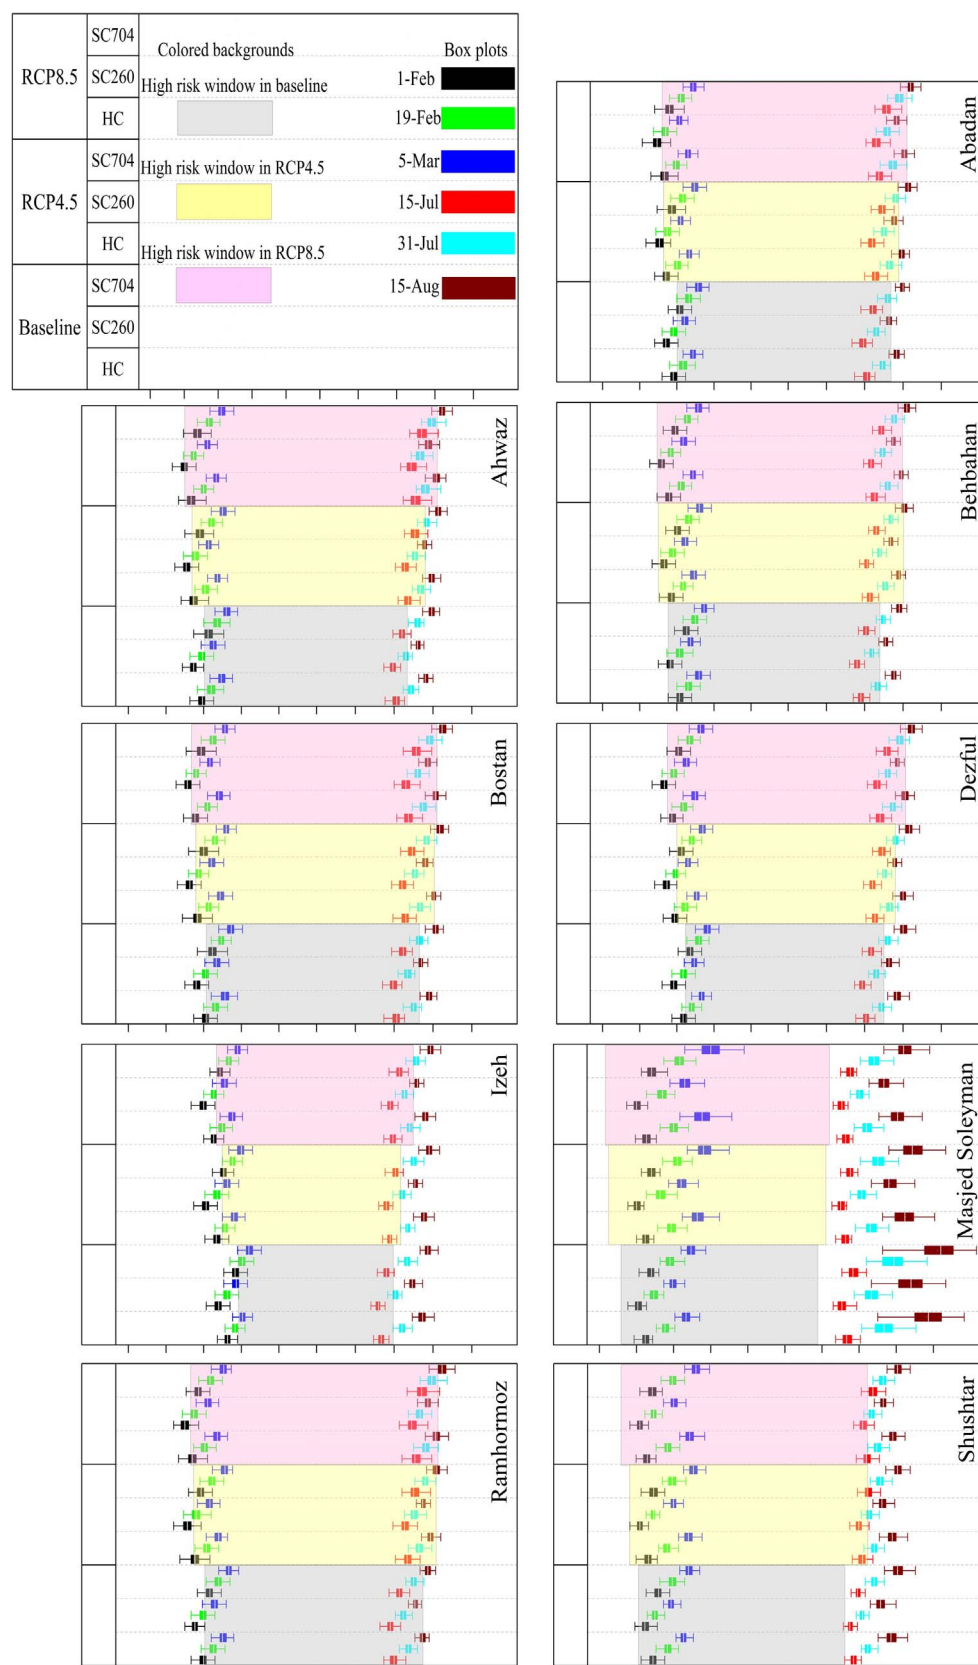 SC704
RCP8.5
SC260
HC
SC704
RCP4.5
SC260
HC
SC704
Baseline
SC260
HC
Colored backgrounds
High risk window in baseline
High risk window in RCP4.5
High risk window in RCP8.5
Box plots
1-Feb
19-Feb
5-Mar
15-Jul
31-Jul
15-Aug
Abadan
Ahwaz
Behbahan
Bostan
Dezful
Izeh
Masjed Soleyman
Ramhormoz
Shushtar